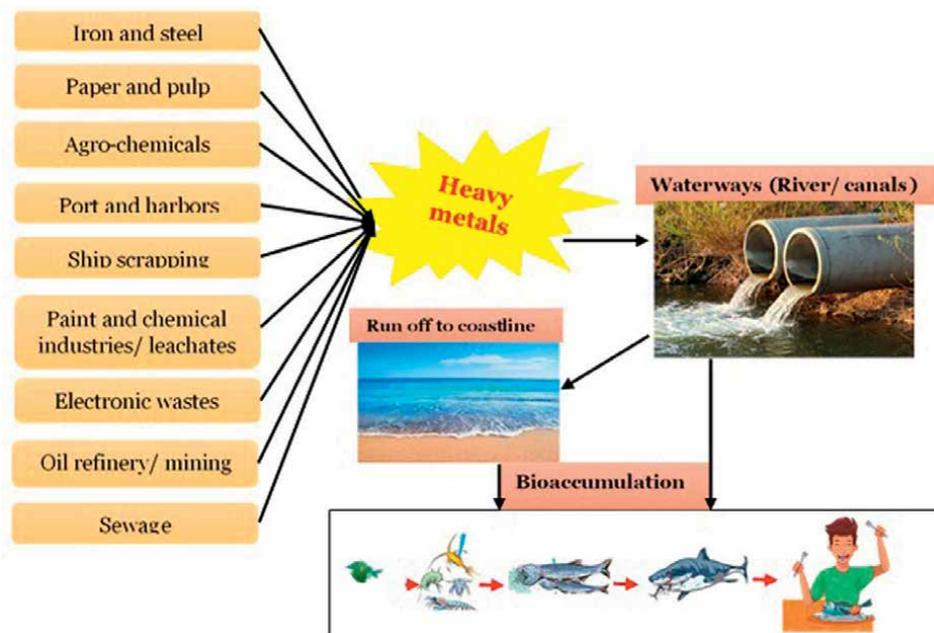 Iron and steel
Paper and pulp
Agro-chemicals
Port and harbors
Ship scrapping
Paint and chemical
industries/ leachates
Electronic wastes
Oil refinery/ mining
Sewage
Heavy
metals
Waterways (River/ canals)
Run off to coastline
Bioaccumulation